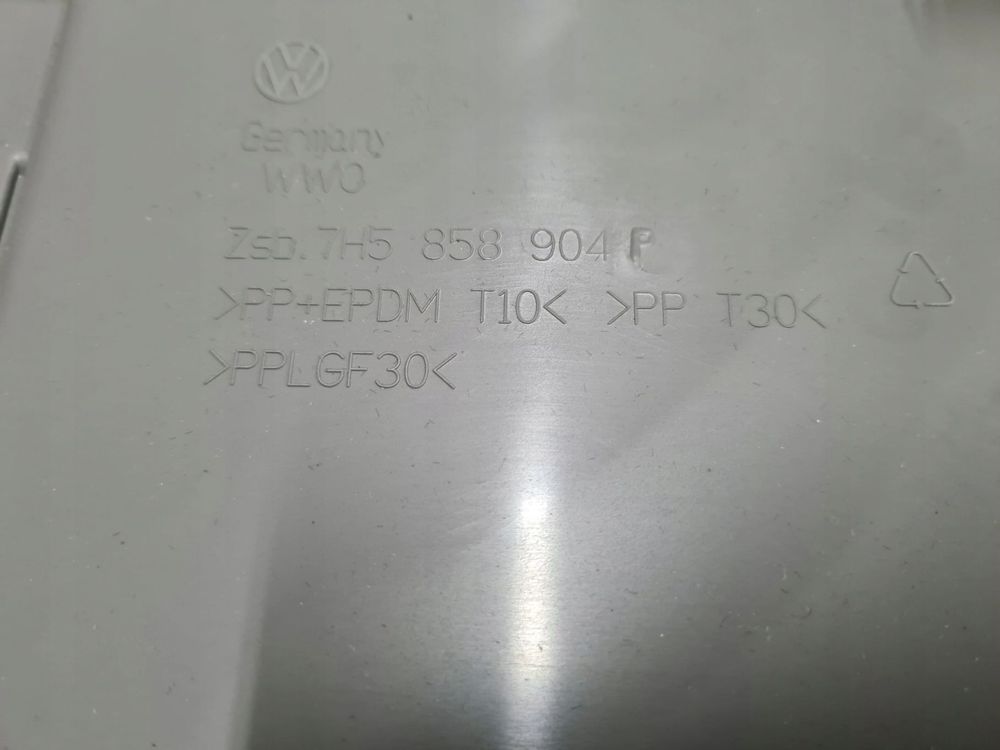 Germany
WWO
Zsb. 7H5 858 904 P
>PP+EPDM T10< >PP T30<
>PPLGF30<